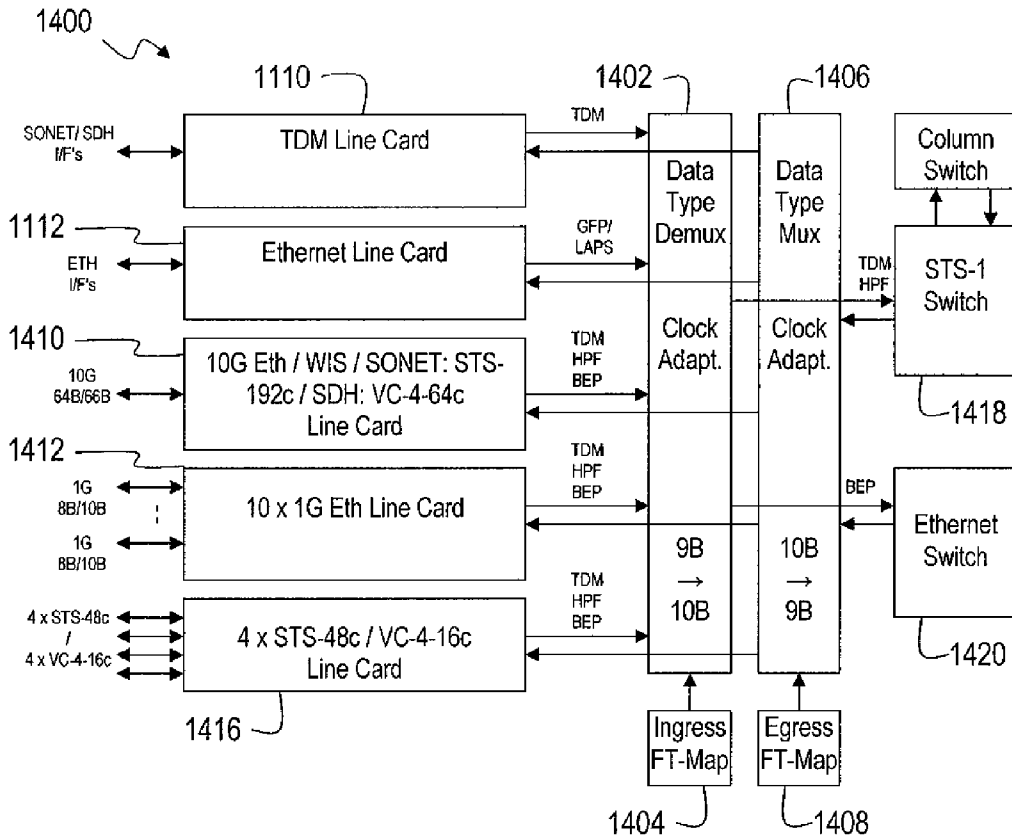 1400
1110
1402
1406
SONET/ SDH
I/F's
TDM Line Card
TDM
Data
Type
Demux
Clock
Adapt.
9B
→
10B
Data
Type
Mux
Clock
Adapt.
10B
→
9B
Column
Switch
1112
ETH
I/F's
Ethernet Line Card
GFP/
LAPS
TDM
HPF
STS-1
Switch
1418
1410
10G
64B/66B
10G Eth / WIS / SONET: STS-
192c / SDH: VC-4-64c
Line Card
TDM
HPF
BEP
1412
1G
8B/10B
1G
8B/10B
10 x 1G Eth Line Card
TDM
HPF
BEP
BEP
Ethernet
Switch
1420
4 x STS-48c
/
4 x VC-4-16c
4 x STS-48c / VC-4-16c
Line Card
TDM
HPF
BEP
1416
Ingress
FT-Map
1404
Egress
FT-Map
1408